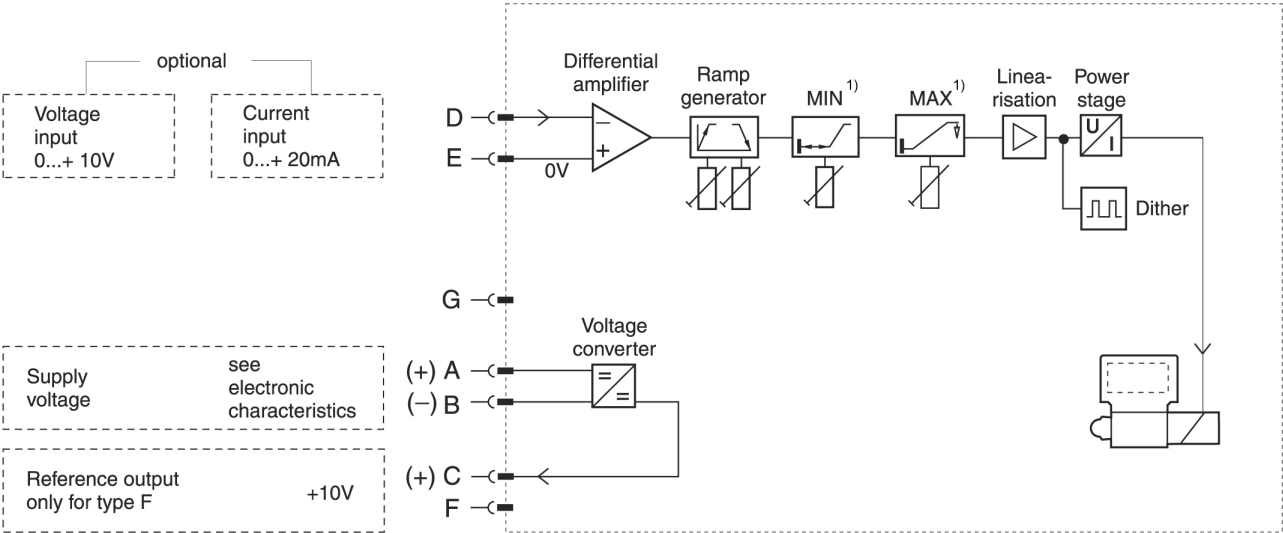 optional
Voltage
input
0...+ 10V
Current
input
0...+ 20mA
D
E
0V
Differential
amplifier
Ramp
generator
MIN 1)
MAX 1)
Linea-
risation
Power
stage
U
I
Dither
G
Supply
voltage
see
electronic
characteristics
(+) A
(−) B
Voltage
converter
Reference output
only for type F
+10V
(+) C
F